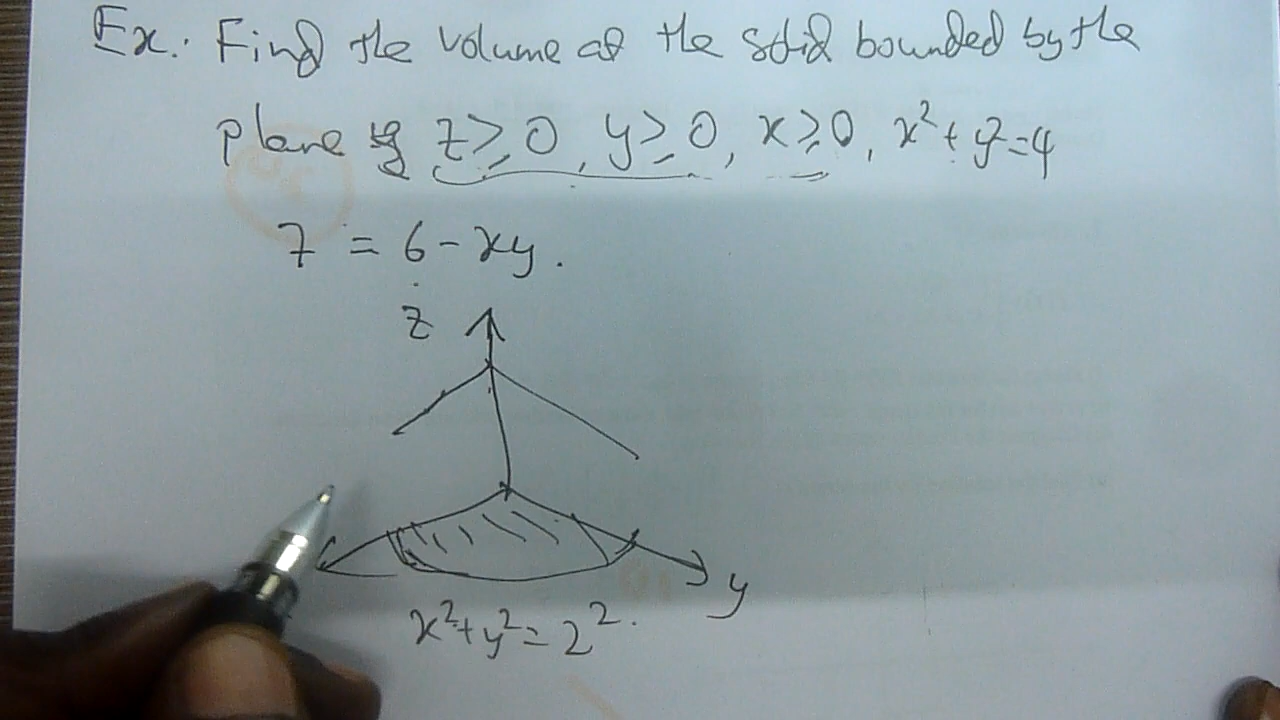 Ex. Find the volume of the solid bounded by the
plane z ≥ 0, y ≥ 0, x ≥ 0, x² + y² = 4
z = 6 - xy.
z
y
x² + y² = 2².